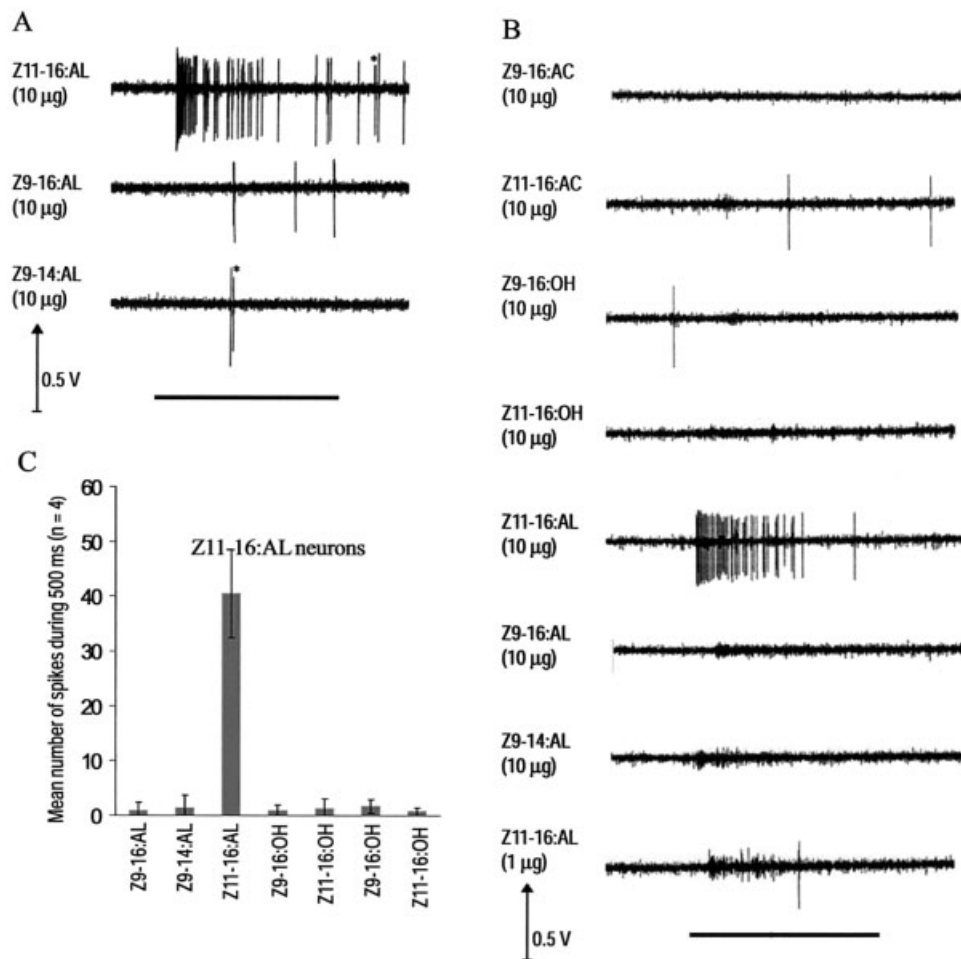 A
Z11-16:AL
(10 µg)
*
Z9-16:AL
(10 µg)
Z9-14:AL
(10 µg)
*
0.5 V
B
Z9-16:AC
(10 µg)
Z11-16:AC
(10 µg)
Z9-16:OH
(10 µg)
Z11-16:OH
(10 µg)
Z11-16:AL
(10 µg)
Z9-16:AL
(10 µg)
Z9-14:AL
(10 µg)
Z11-16:AL
(1 µg)
0.5 V
C
Mean number of spikes during 500 ms (n = 4)
60
50
40
30
20
10
0
Z11-16:AL neurons
Z9-16:AL
Z9-14:AL
Z11-16:AL
Z9-16:OH
Z11-16:OH
Z9-16:OH
Z11-16:OH